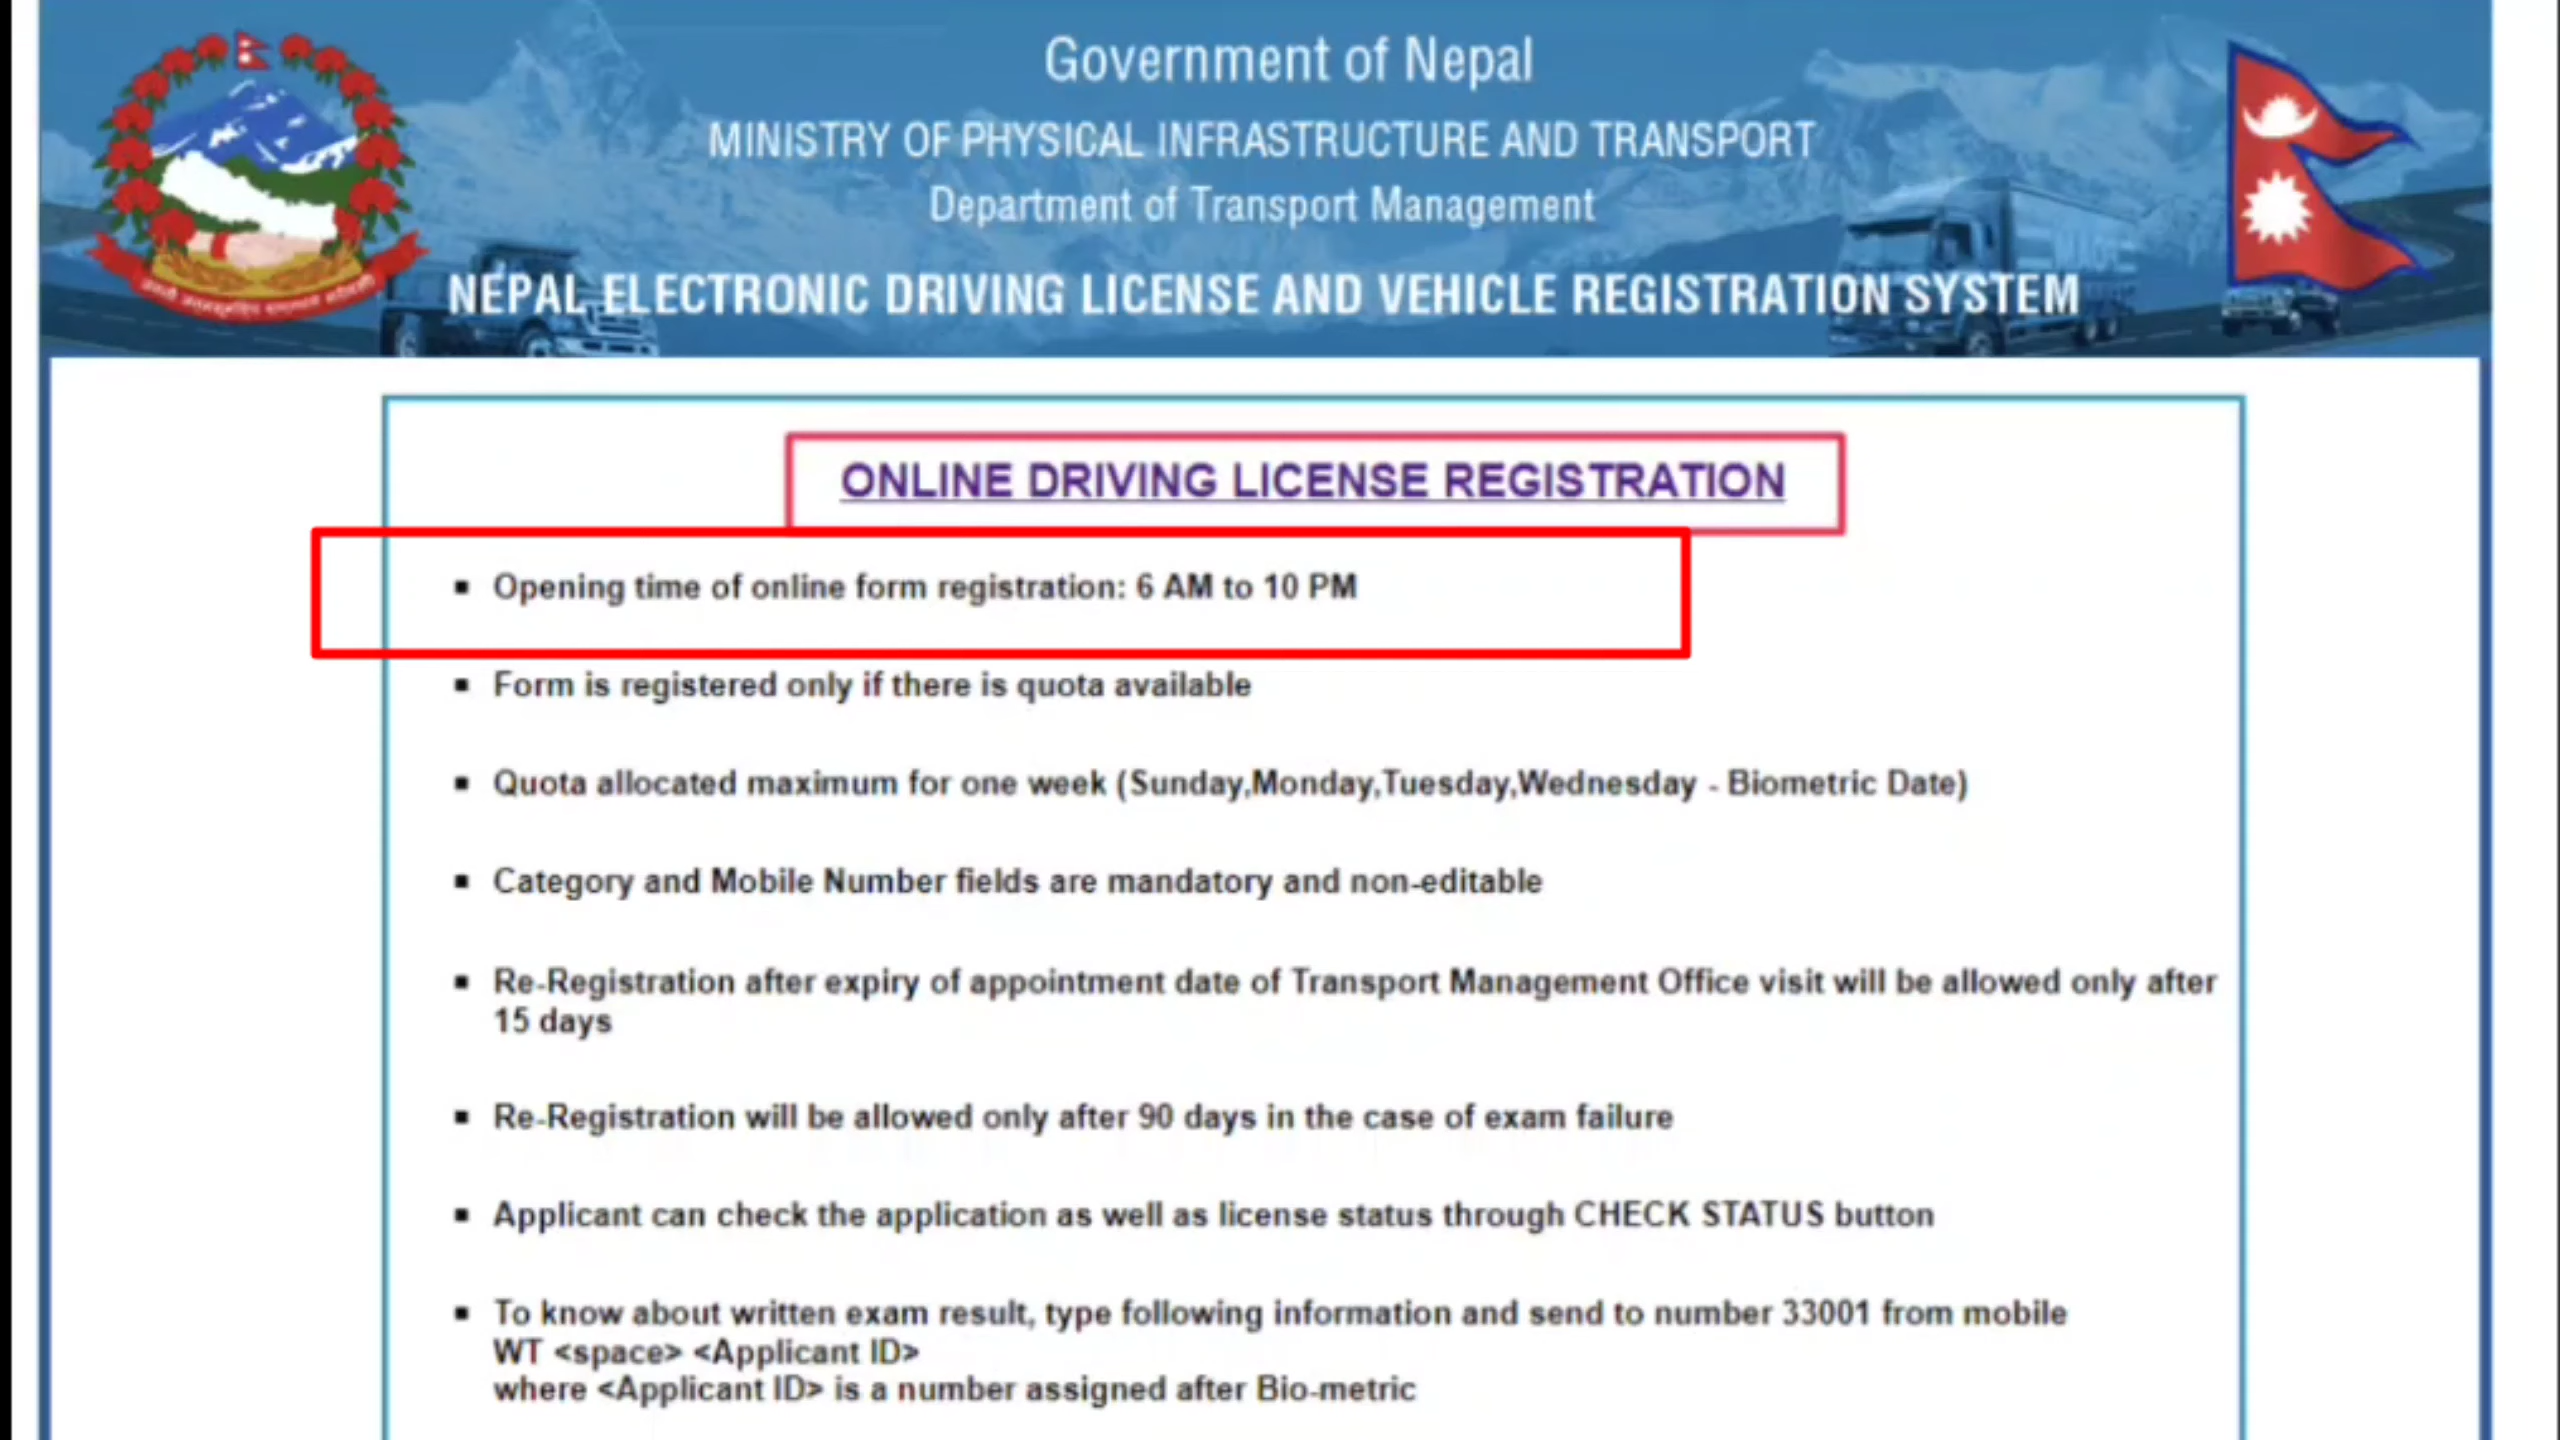 Government of Nepal
MINISTRY OF PHYSICAL INFRASTRUCTURE AND TRANSPORT
Department of Transport Management
NEPAL ELECTRONIC DRIVING LICENSE AND VEHICLE REGISTRATION SYSTEM
ONLINE DRIVING LICENSE REGISTRATION
▪ Opening time of online form registration: 6 AM to 10 PM
▪ Form is registered only if there is quota available
▪ Quota allocated maximum for one week (Sunday,Monday,Tuesday,Wednesday - Biometric Date)
▪ Category and Mobile Number fields are mandatory and non-editable
▪ Re-Registration after expiry of appointment date of Transport Management Office visit will be allowed only after
15 days
▪ Re-Registration will be allowed only after 90 days in the case of exam failure
▪ Applicant can check the application as well as license status through CHECK STATUS button
▪ To know about written exam result, type following information and send to number 33001 from mobile
WT <space> <Applicant ID>
where <Applicant ID> is a number assigned after Bio-metric